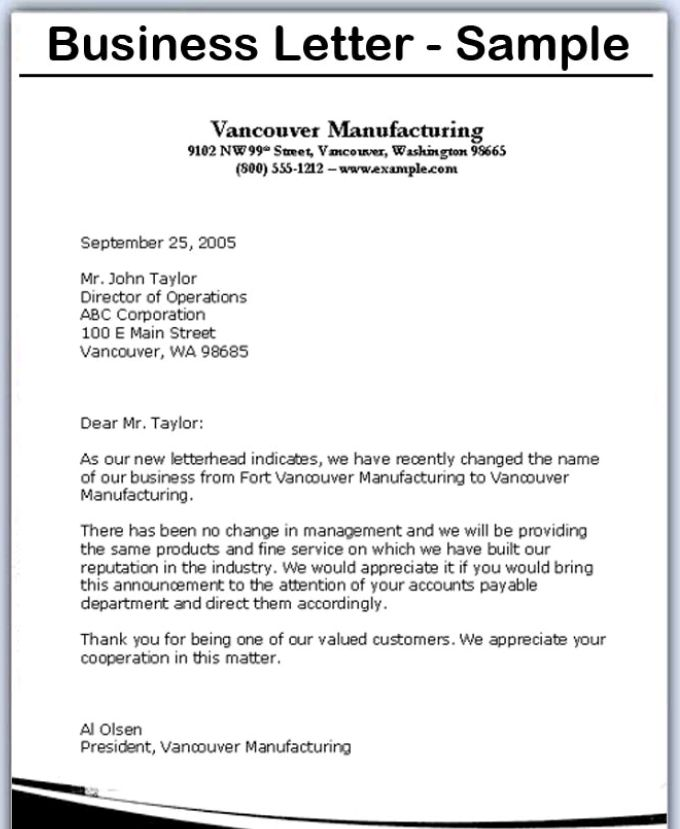 Business Letter - Sample
Vancouver Manufacturing
9102 NW 99th Street, Vancouver, Washington 98665
(800) 555-1212 – www.example.com
September 25, 2005
Mr. John Taylor
Director of Operations
ABC Corporation
100 E Main Street
Vancouver, WA 98685
Dear Mr. Taylor:
As our new letterhead indicates, we have recently changed the name
of our business from Fort Vancouver Manufacturing to Vancouver
Manufacturing.
There has been no change in management and we will be providing
the same products and fine service on which we have built our
reputation in the industry. We would appreciate it if you would bring
this announcement to the attention of your accounts payable
department and direct them accordingly.
Thank you for being one of our valued customers. We appreciate your
cooperation in this matter.
Al Olsen
President, Vancouver Manufacturing